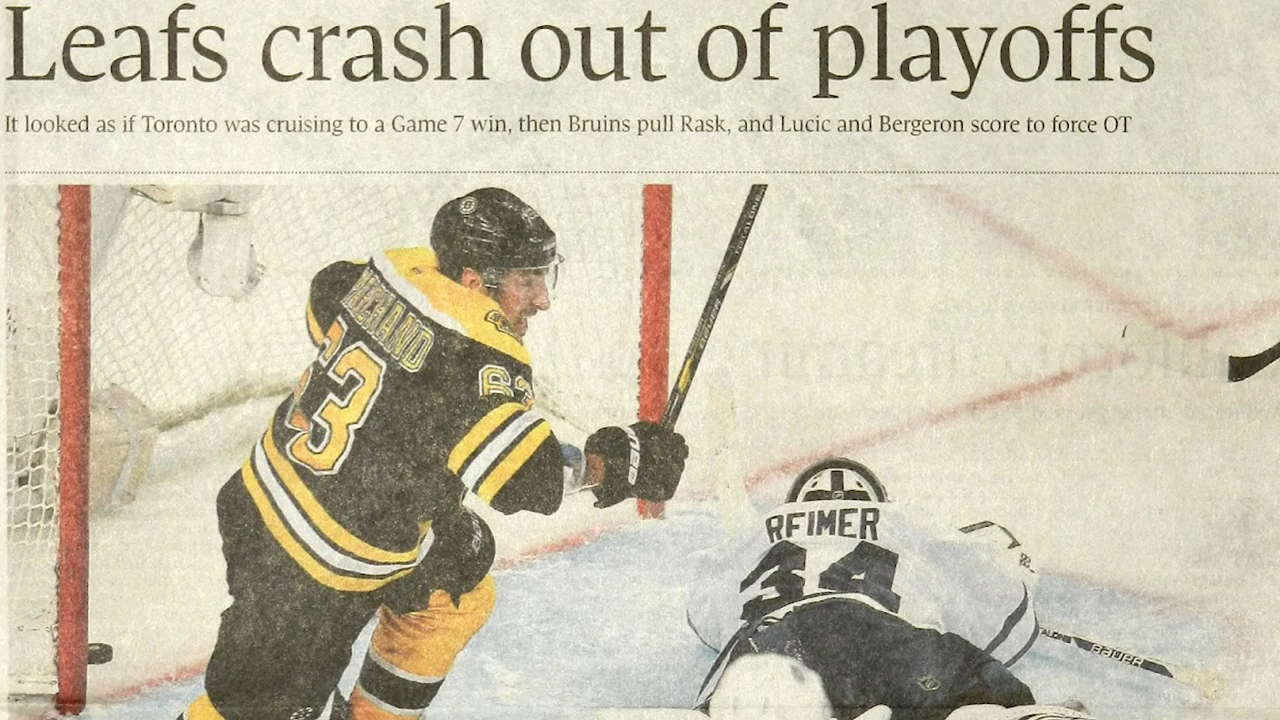 Leafs crash out of playoffs
It looked as if Toronto was cruising to a Game 7 win, then Bruins pull Rask, and Lucic and Bergeron score to force OT
63
63
REIMER
34
BAUER